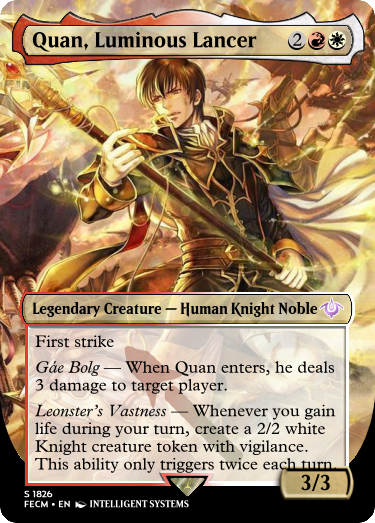 Quan, Luminous Lancer 2
Legendary Creature — Human Knight Noble
First strike
Gáe Bolg — When Quan enters, he deals
3 damage to target player.
Leonster's Vastness — Whenever you gain
life during your turn, create a 2/2 white
Knight creature token with vigilance.
This ability only triggers twice each turn.
3/3
S 1826
FECM • EN INTELLIGENT SYSTEMS